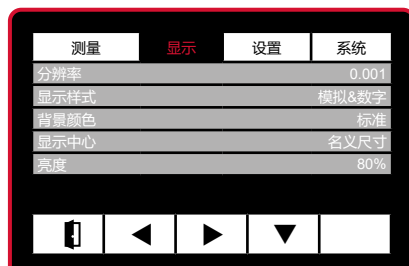 测量 显示 设置 系统
分辨率 0.001
显示样式 模拟&数字
背景颜色 标准
显示中心 名义尺寸
亮度 80%